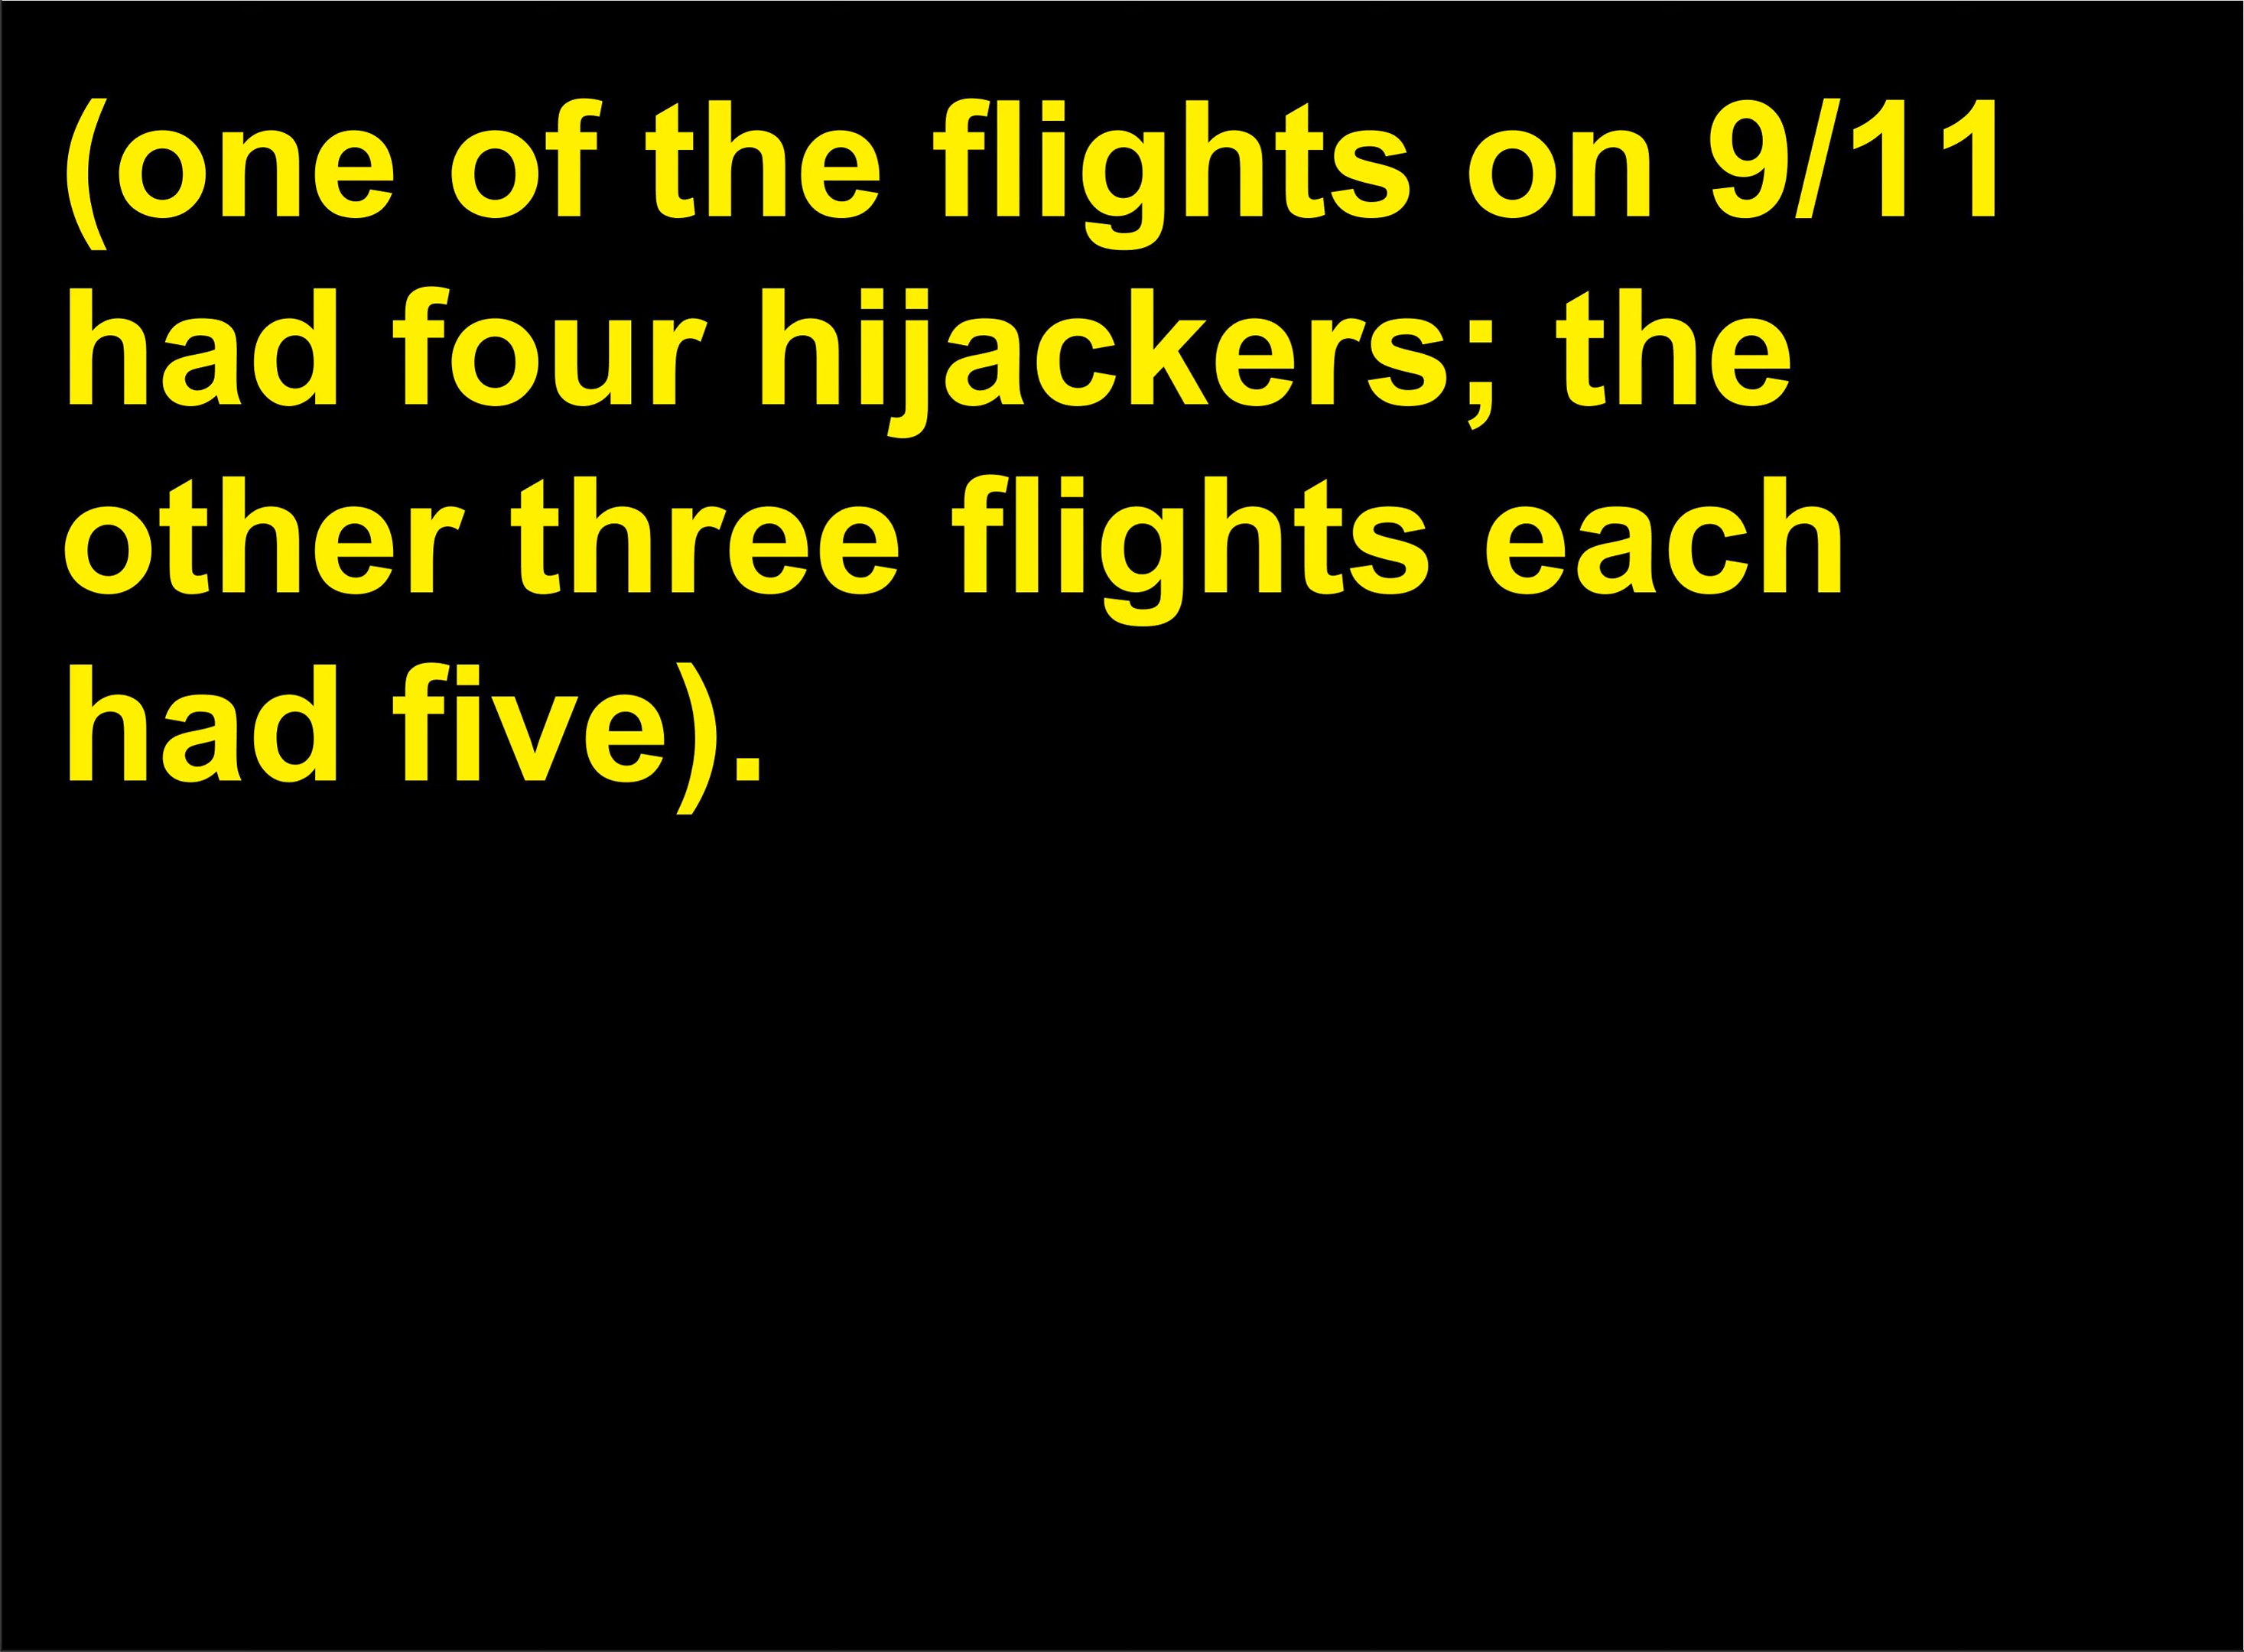 (one of the flights on 9/11
had four hijackers; the
other three flights each
had five).